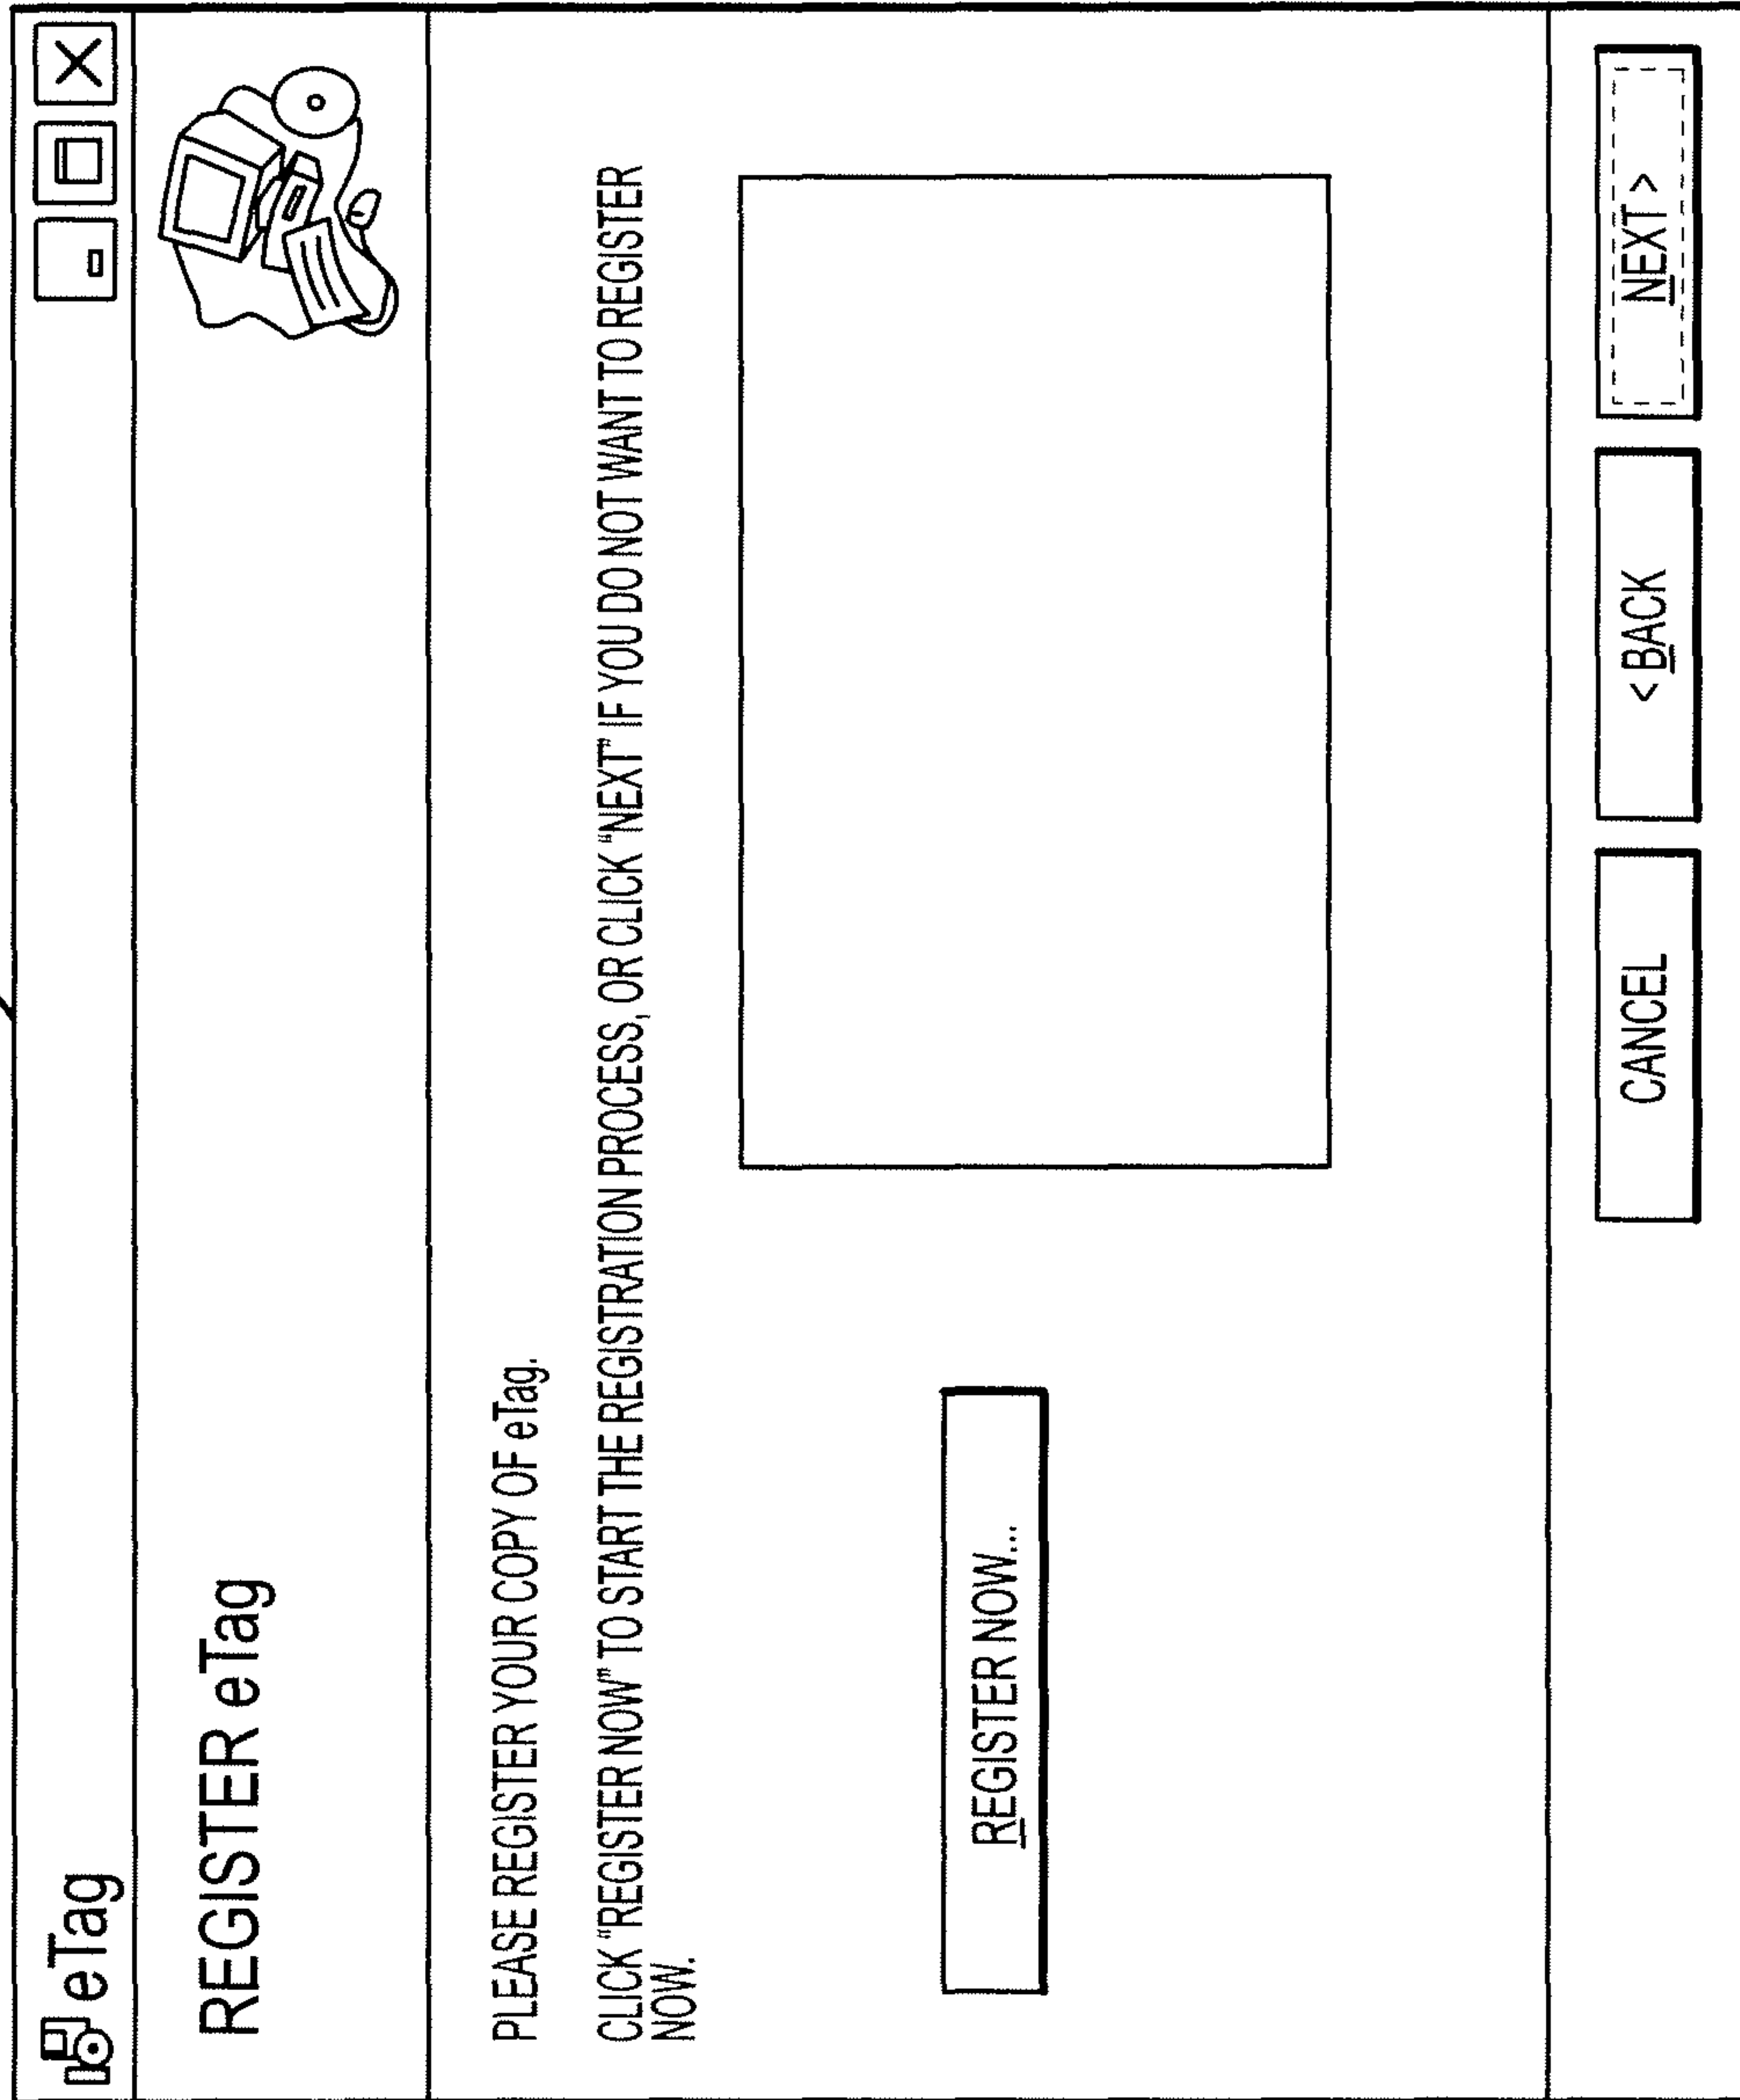 eTag
REGISTER eTag
PLEASE REGISTER YOUR COPY OF eTag.
CLICK "REGISTER NOW" TO START THE REGISTRATION PROCESS, OR CLICK "NEXT" IF YOU DO NOT WANT TO REGISTER
NOW.
REGISTER NOW...
CANCEL
< BACK
NEXT >